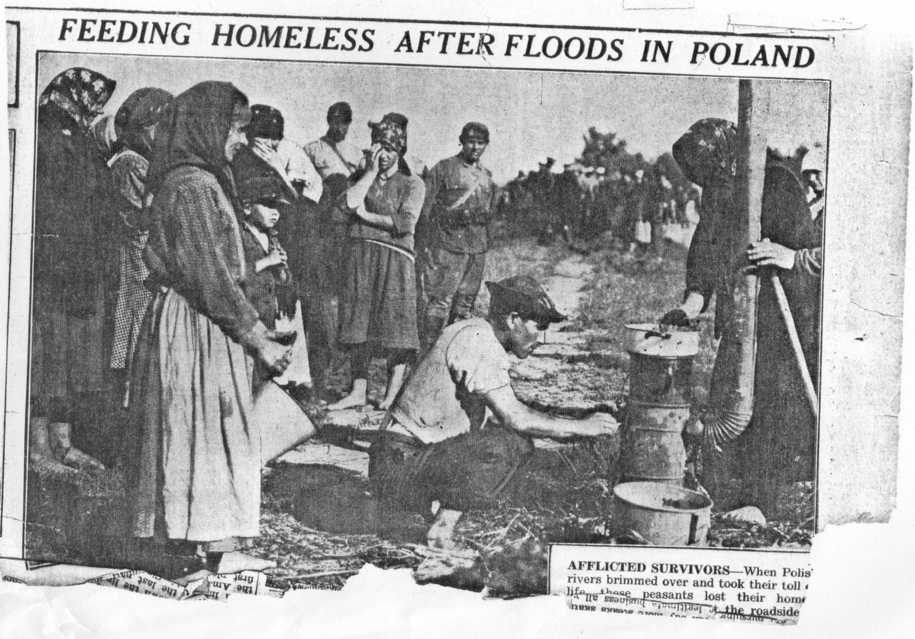 FEEDING HOMELESS AFTER FLOODS IN POLAND
AFFLICTED SURVIVORS—When Polis
rivers brimmed over and took their toll
life, these peasants lost their home
the roadside